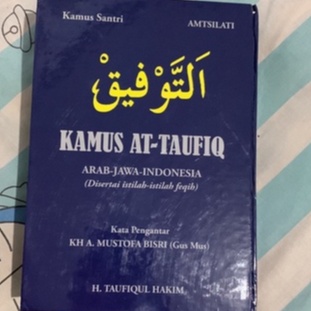 Kamus Santri AMTSILATI
اَلتَّوْفِيْقْ
KAMUS AT-TAUFIQ
ARAB-JAWA-INDONESIA
(Disertai istilah-istilah feqih)
Kata Pengantar
KH A. MUSTOFA BISRI (Gus Mus)
H. TAUFIQUL HAKIM